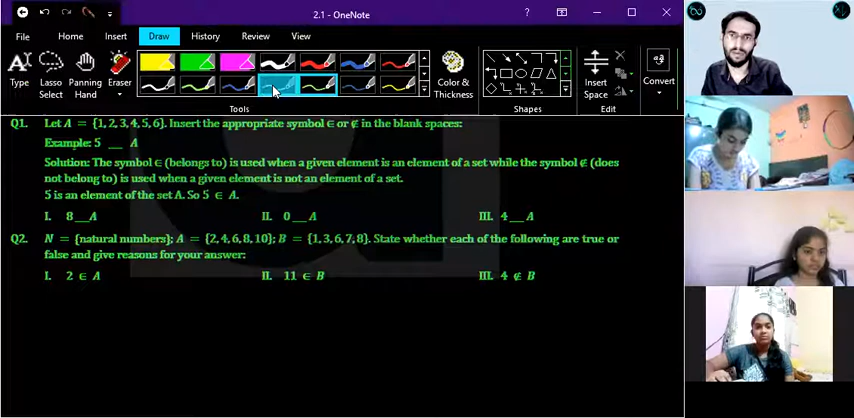 2.1 - OneNote
File Home Insert Draw History Review View
Type
Lasso Select
Panning Hand
Eraser
Color & Thickness
Insert Space
Convert
Tools
Shapes
Edit
Q1. Let A = {1, 2, 3, 4, 5, 6}. Insert the appropriate symbol ∈ or ∉ in the blank spaces:
Example: 5 __ A
Solution: The symbol ∈ (belongs to) is used when a given element is an element of a set while the symbol ∉ (does
not belong to) is used when a given element is not an element of a set.
5 is an element of the set A. So 5 ∈ A.
I. 8 __ A II. 0 __ A III. 4 __ A
Q2. N = {natural numbers}; A = {2, 4, 6, 8, 10}; B = {1, 3, 6, 7, 8}. State whether each of the following are true or
false and give reasons for your answer:
I. 2 ∈ A II. 11 ∈ B III. 4 ∉ B